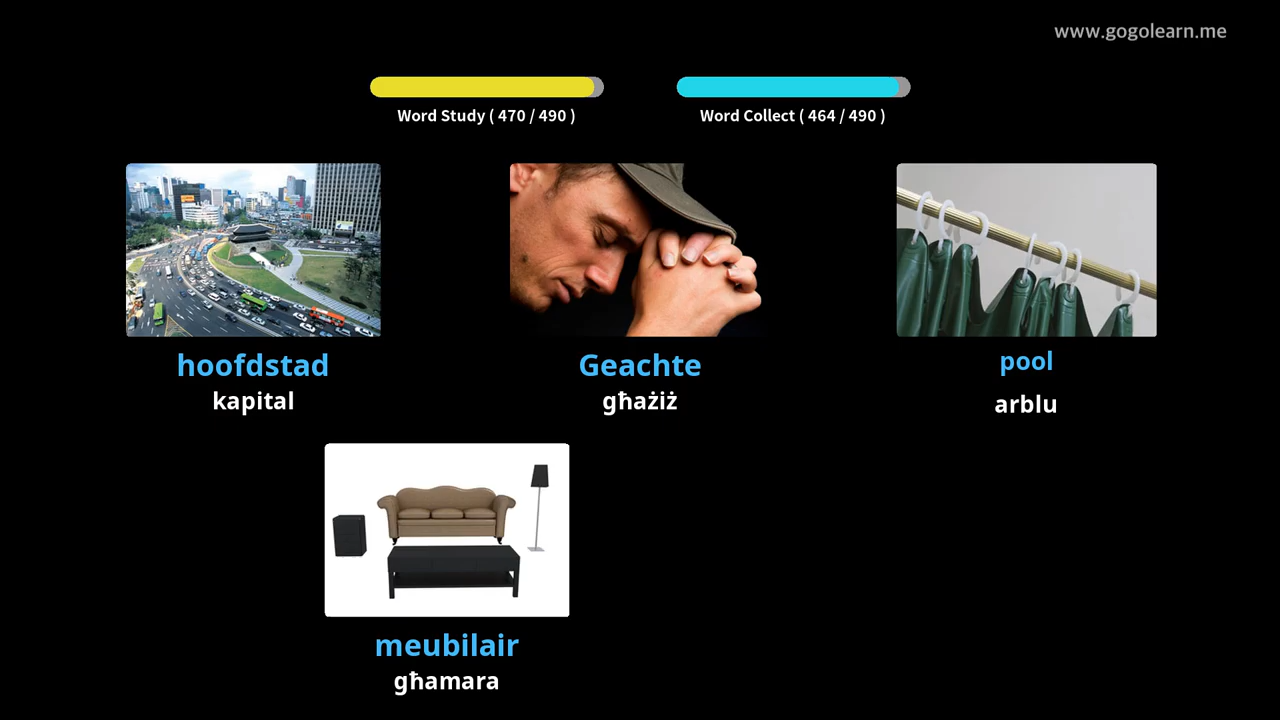 www.gogolearn.me
Word Study ( 470 / 490 )
Word Collect ( 464 / 490 )
hoofdstad
kapital
Geachte
għażiż
pool
arblu
meubilair
għamara